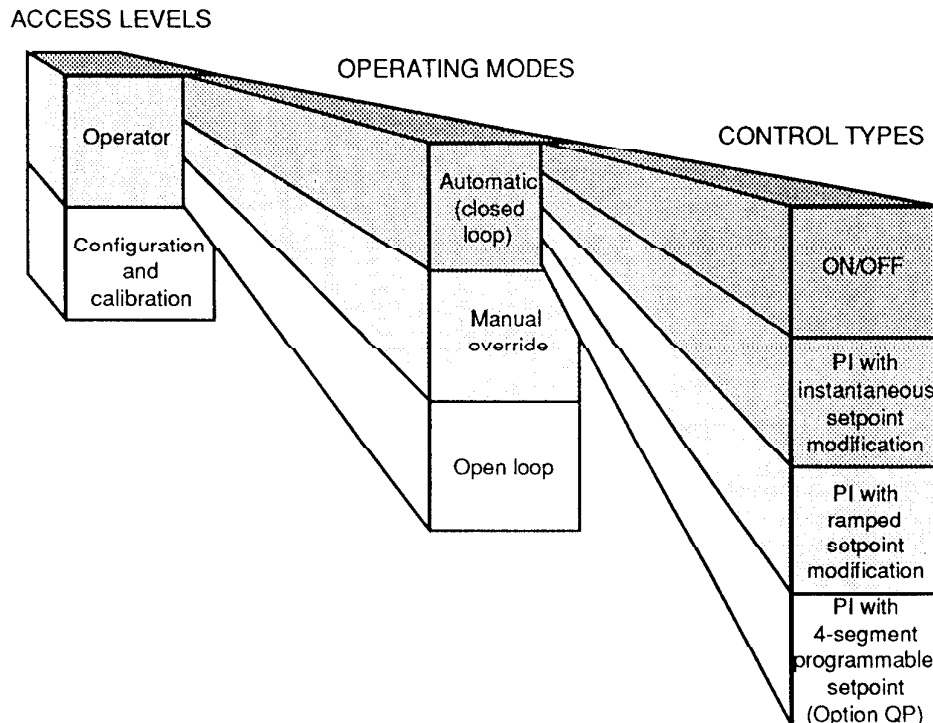 ACCESS LEVELS
OPERATING MODES
CONTROL TYPES
Operator
Configuration
and
calibration
Automatic
(closed
loop)
Manual
override
Open loop
ON/OFF
PI with
instantaneous
setpoint
modification
PI with
ramped
sotpoint
modification
PI with
4-segment
programmable
setpoint
(Option QP)